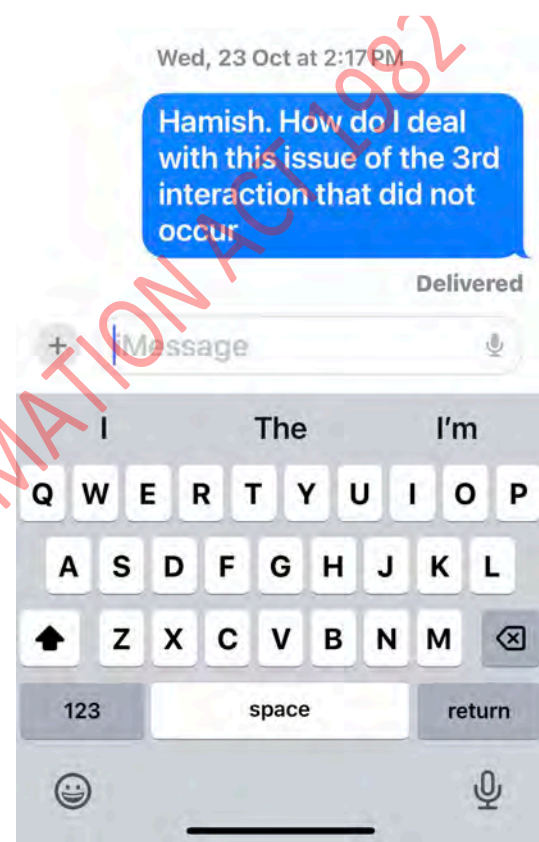 Wed, 23 Oct at 2:17 PM
Hamish. How do I deal
with this issue of the 3rd
interaction that did not
occur
Delivered
+ iMessage
I The I'm
Q W E R T Y U I O P
A S D F G H J K L
Z X C V B N M
123 space return
MATION ACT 1982